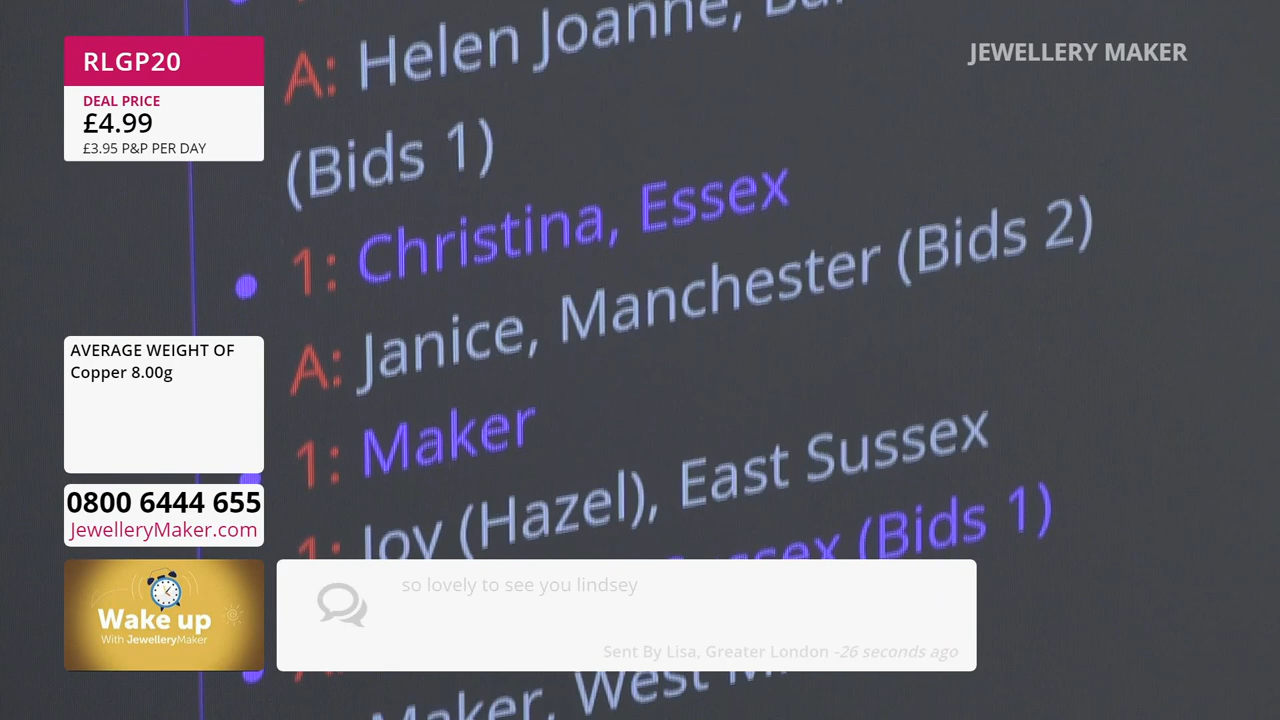 RLGP20
DEAL PRICE
£4.99
£3.95 P&P PER DAY
JEWELLERY MAKER
A: Helen Joanne,
(Bids 1)
1: Christina, Essex
A: Janice, Manchester (Bids 2)
1: Maker
1: Joy (Hazel), East Sussex
(Bids 1)
Maker, West
AVERAGE WEIGHT OF
Copper 8.00g
0800 6444 655
JewelleryMaker.com
Wake up
With JewelleryMaker
so lovely to see you lindsey
Sent By Lisa, Greater London -26 seconds ago